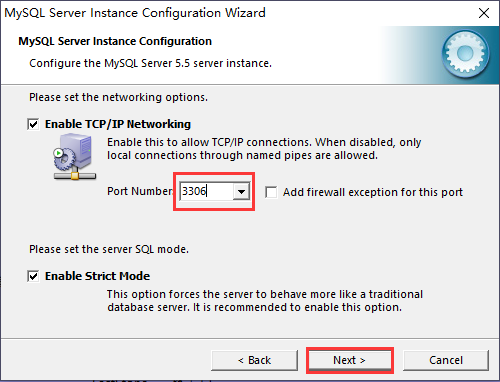 MySQL Server Instance Configuration Wizard
MySQL Server Instance Configuration
Configure the MySQL Server 5.5 server instance.
Please set the networking options.
Enable TCP/IP Networking
Enable this to allow TCP/IP connections. When disabled, only
local connections through named pipes are allowed.
Port Number: 3306 Add firewall exception for this port
Please set the server SQL mode.
Enable Strict Mode
This option forces the server to behave more like a traditional
database server. It is recommended to enable this option.
< Back Next > Cancel